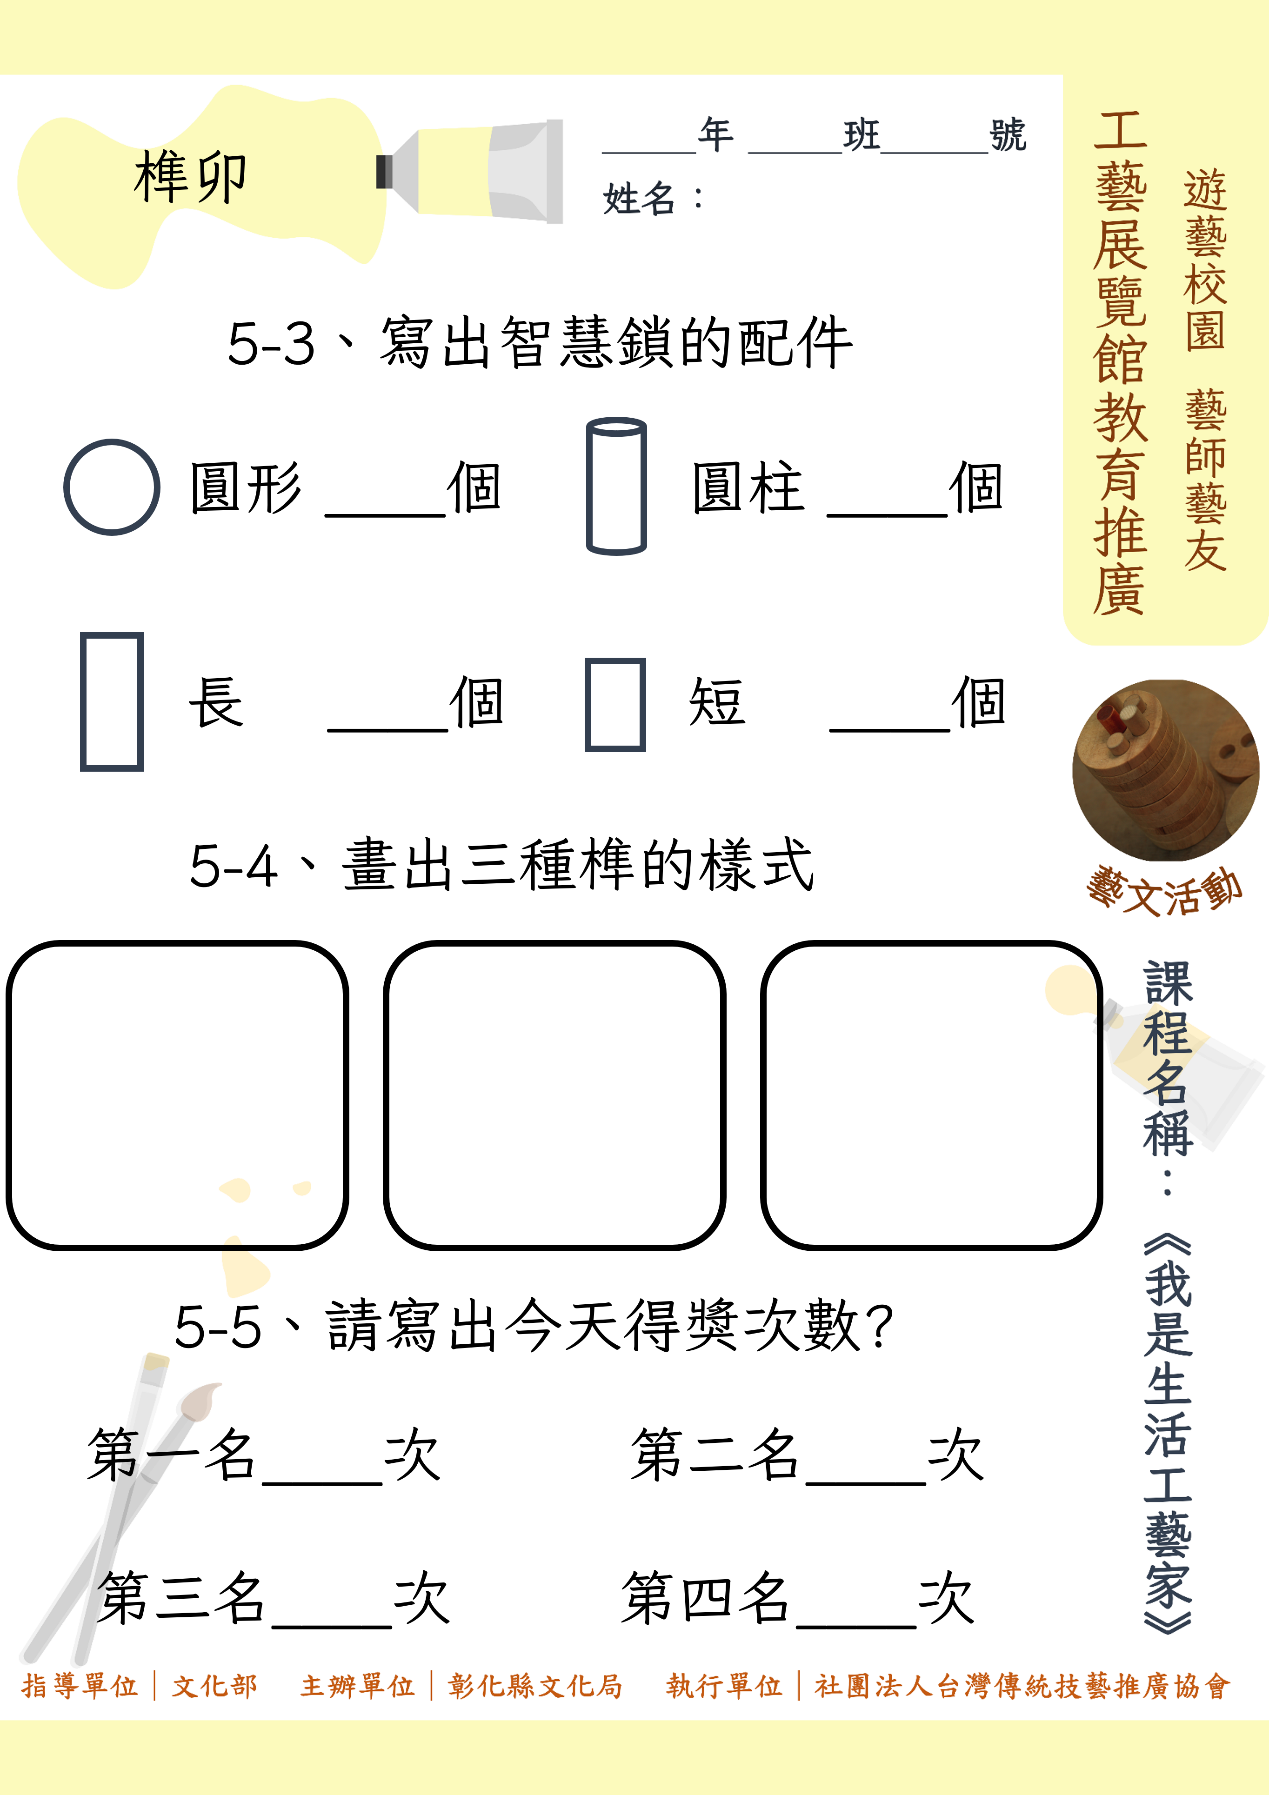 榫卯
_____年 _____班______號
姓名：
5-3、寫出智慧鎖的配件
圓形 ____個
圓柱 ____個
長 ____個
短 ____個
5-4、畫出三種榫的樣式
5-5、請寫出今天得獎次數?
第一名____次
第二名____次
第三名____次
第四名____次
遊藝校園 藝師藝友
工藝展覽館教育推廣
藝文活動
課程名稱：《我是生活工藝家》
指導單位｜文化部 主辦單位｜彰化縣文化局 執行單位｜社團法人台灣傳統技藝推廣協會